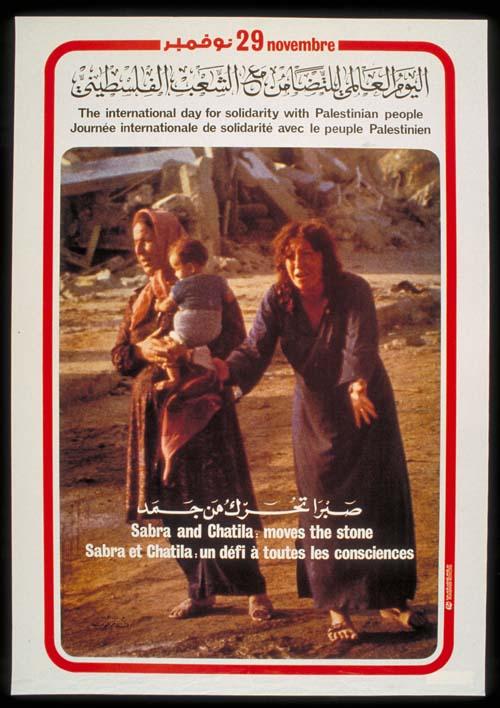 29 نوفمبر novembre
اليوم العالمي للتضامن مع الشعب الفلسطيني
The international day for solidarity with Palestinian people
Journée internationale de solidarité avec le peuple Palestinien
صبرا تحرك من جمد
Sabra and Chatila: moves the stone
Sabra et Chatila: un défi à toutes les consciences